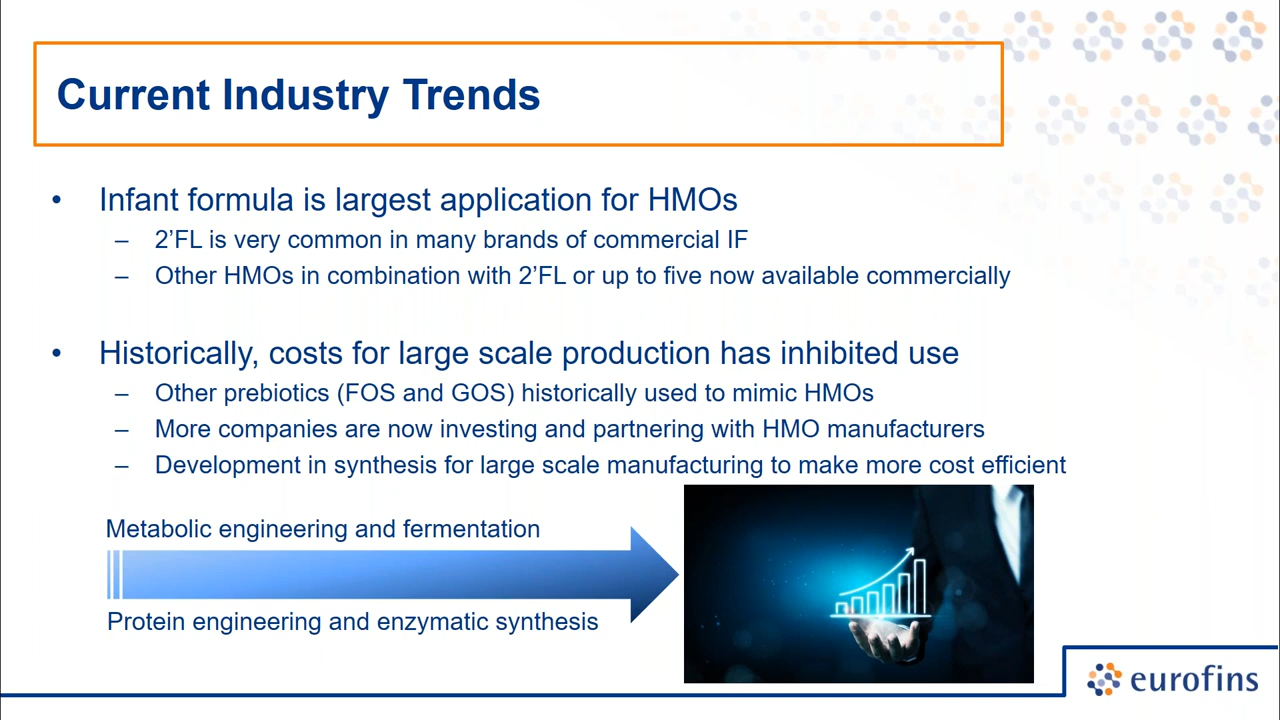 Current Industry Trends
• Infant formula is largest application for HMOs
– 2’FL is very common in many brands of commercial IF
– Other HMOs in combination with 2’FL or up to five now available commercially
• Historically, costs for large scale production has inhibited use
– Other prebiotics (FOS and GOS) historically used to mimic HMOs
– More companies are now investing and partnering with HMO manufacturers
– Development in synthesis for large scale manufacturing to make more cost efficient
Metabolic engineering and fermentation
Protein engineering and enzymatic synthesis
eurofins